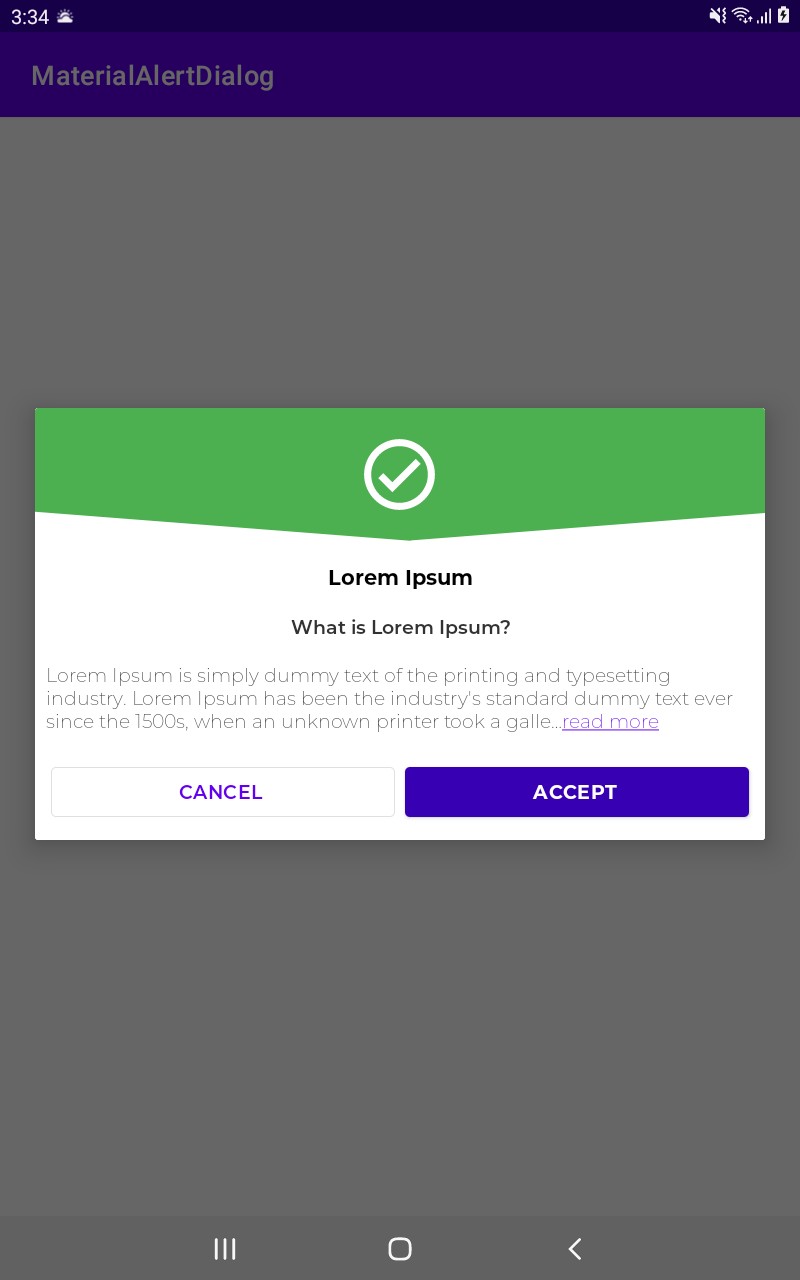 3:34
MaterialAlertDialog
Lorem Ipsum
What is Lorem Ipsum?
Lorem Ipsum is simply dummy text of the printing and typesetting
industry. Lorem Ipsum has been the industry's standard dummy text ever
since the 1500s, when an unknown printer took a galle...read more
CANCEL
ACCEPT